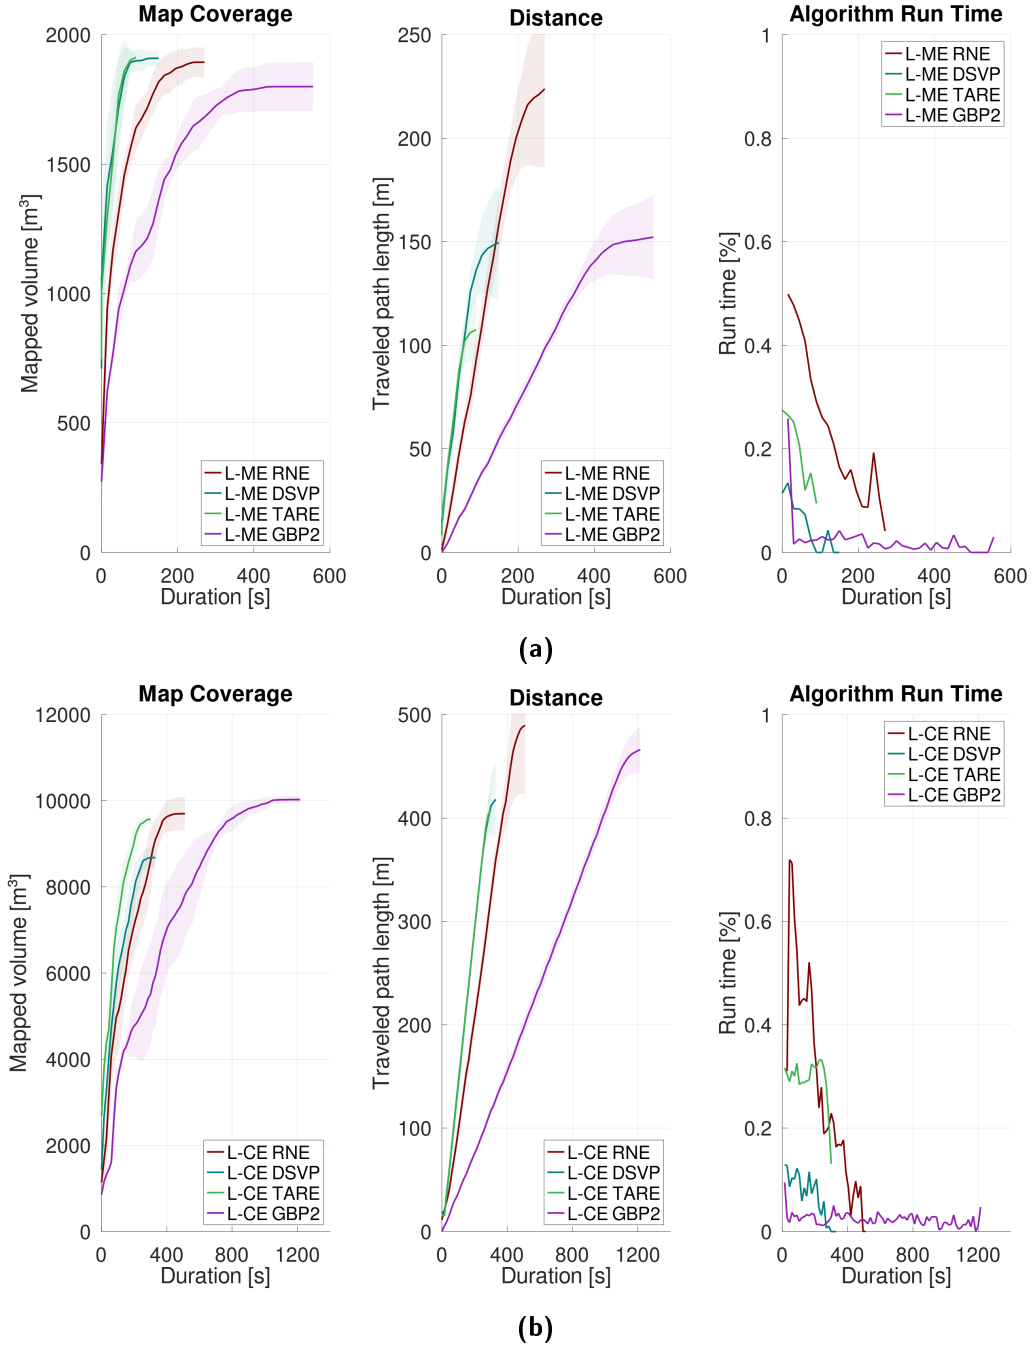 Map Coverage
2000
1500
1000
500
0
0 200 400 600
Mapped volume [m³]
Duration [s]
L-ME RNE
L-ME DSVP
L-ME TARE
L-ME GBP2
Distance
250
200
150
100
50
0
0 200 400 600
Traveled path length [m]
Duration [s]
L-ME RNE
L-ME DSVP
L-ME TARE
L-ME GBP2
Algorithm Run Time
1
0.8
0.6
0.4
0.2
0
0 200 400 600
Run time [%]
Duration [s]
L-ME RNE
L-ME DSVP
L-ME TARE
L-ME GBP2
(a)
Map Coverage
12000
10000
8000
6000
4000
2000
0
0 400 800 1200
Mapped volume [m³]
Duration [s]
L-CE RNE
L-CE DSVP
L-CE TARE
L-CE GBP2
Distance
500
400
300
200
100
0
0 400 800 1200
Traveled path length [m]
Duration [s]
L-CE RNE
L-CE DSVP
L-CE TARE
L-CE GBP2
Algorithm Run Time
1
0.8
0.6
0.4
0.2
0
0 400 800 1200
Run time [%]
Duration [s]
L-CE RNE
L-CE DSVP
L-CE TARE
L-CE GBP2
(b)